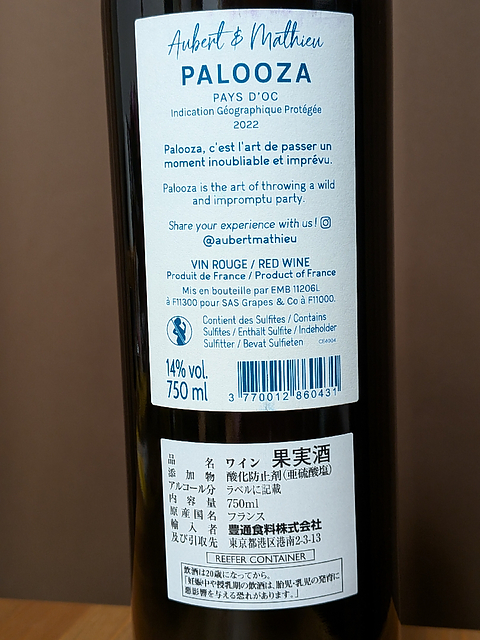 Aubert & Mathieu
PALOOZA
PAYS D'OC
Indication Géographique Protégée
2022
Palooza, c'est l'art de passer un
moment inoubliable et imprévu.
Palooza is the art of throwing a wild
and impromptu party.
Share your experience with us!
@aubertmathieu
VIN ROUGE / RED WINE
Produit de France / Product of France
Mis en bouteille par EMB 11206L
à F11300 pour SAS Grapes & Co à F11000.
Contient des Sulfites / Contains
Sulfites / Enthält Sulfite / Indeholder
Sulfitter / Bevat Sulfieten
CE4904
14% vol.
750 ml
3 770012 860431
品名 ワイン 果実酒
添加物 酸化防止剤(亜硫酸塩)
アルコール分 ラベルに記載
内容量 750ml
原産国名 フランス
輸入者 豊通食料株式会社
及び引取先 東京都港区港南2-3-13
REEFER CONTAINER
飲酒は20歳になってから。
「妊娠中や授乳期の飲酒は、胎児・乳児の発育に
悪影響を与える恐れがあります。」